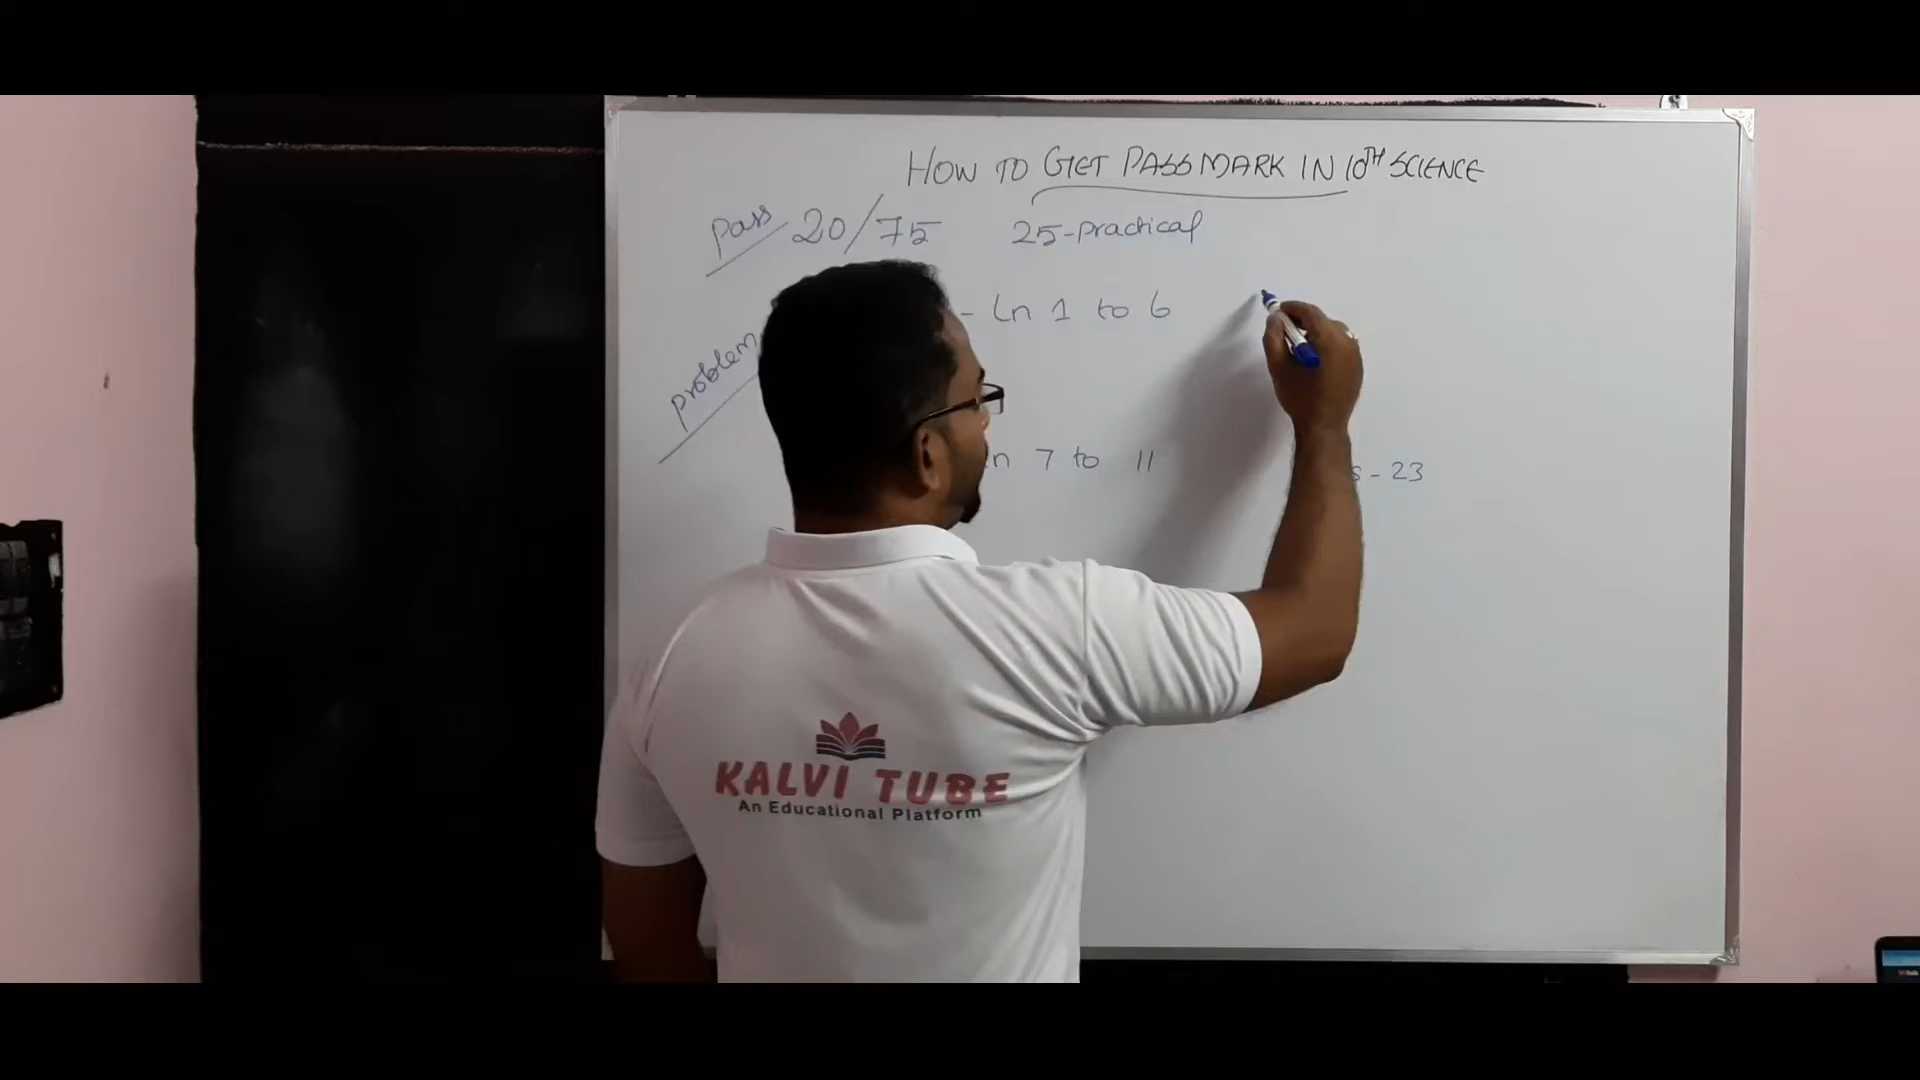 HOW TO GET PASS MARK IN 10TH SCIENCE
Pass 20/75 25-practical
- Ln 1 to 6
problem
7 to 11
- 23
KALVI TUBE
An Educational Platform